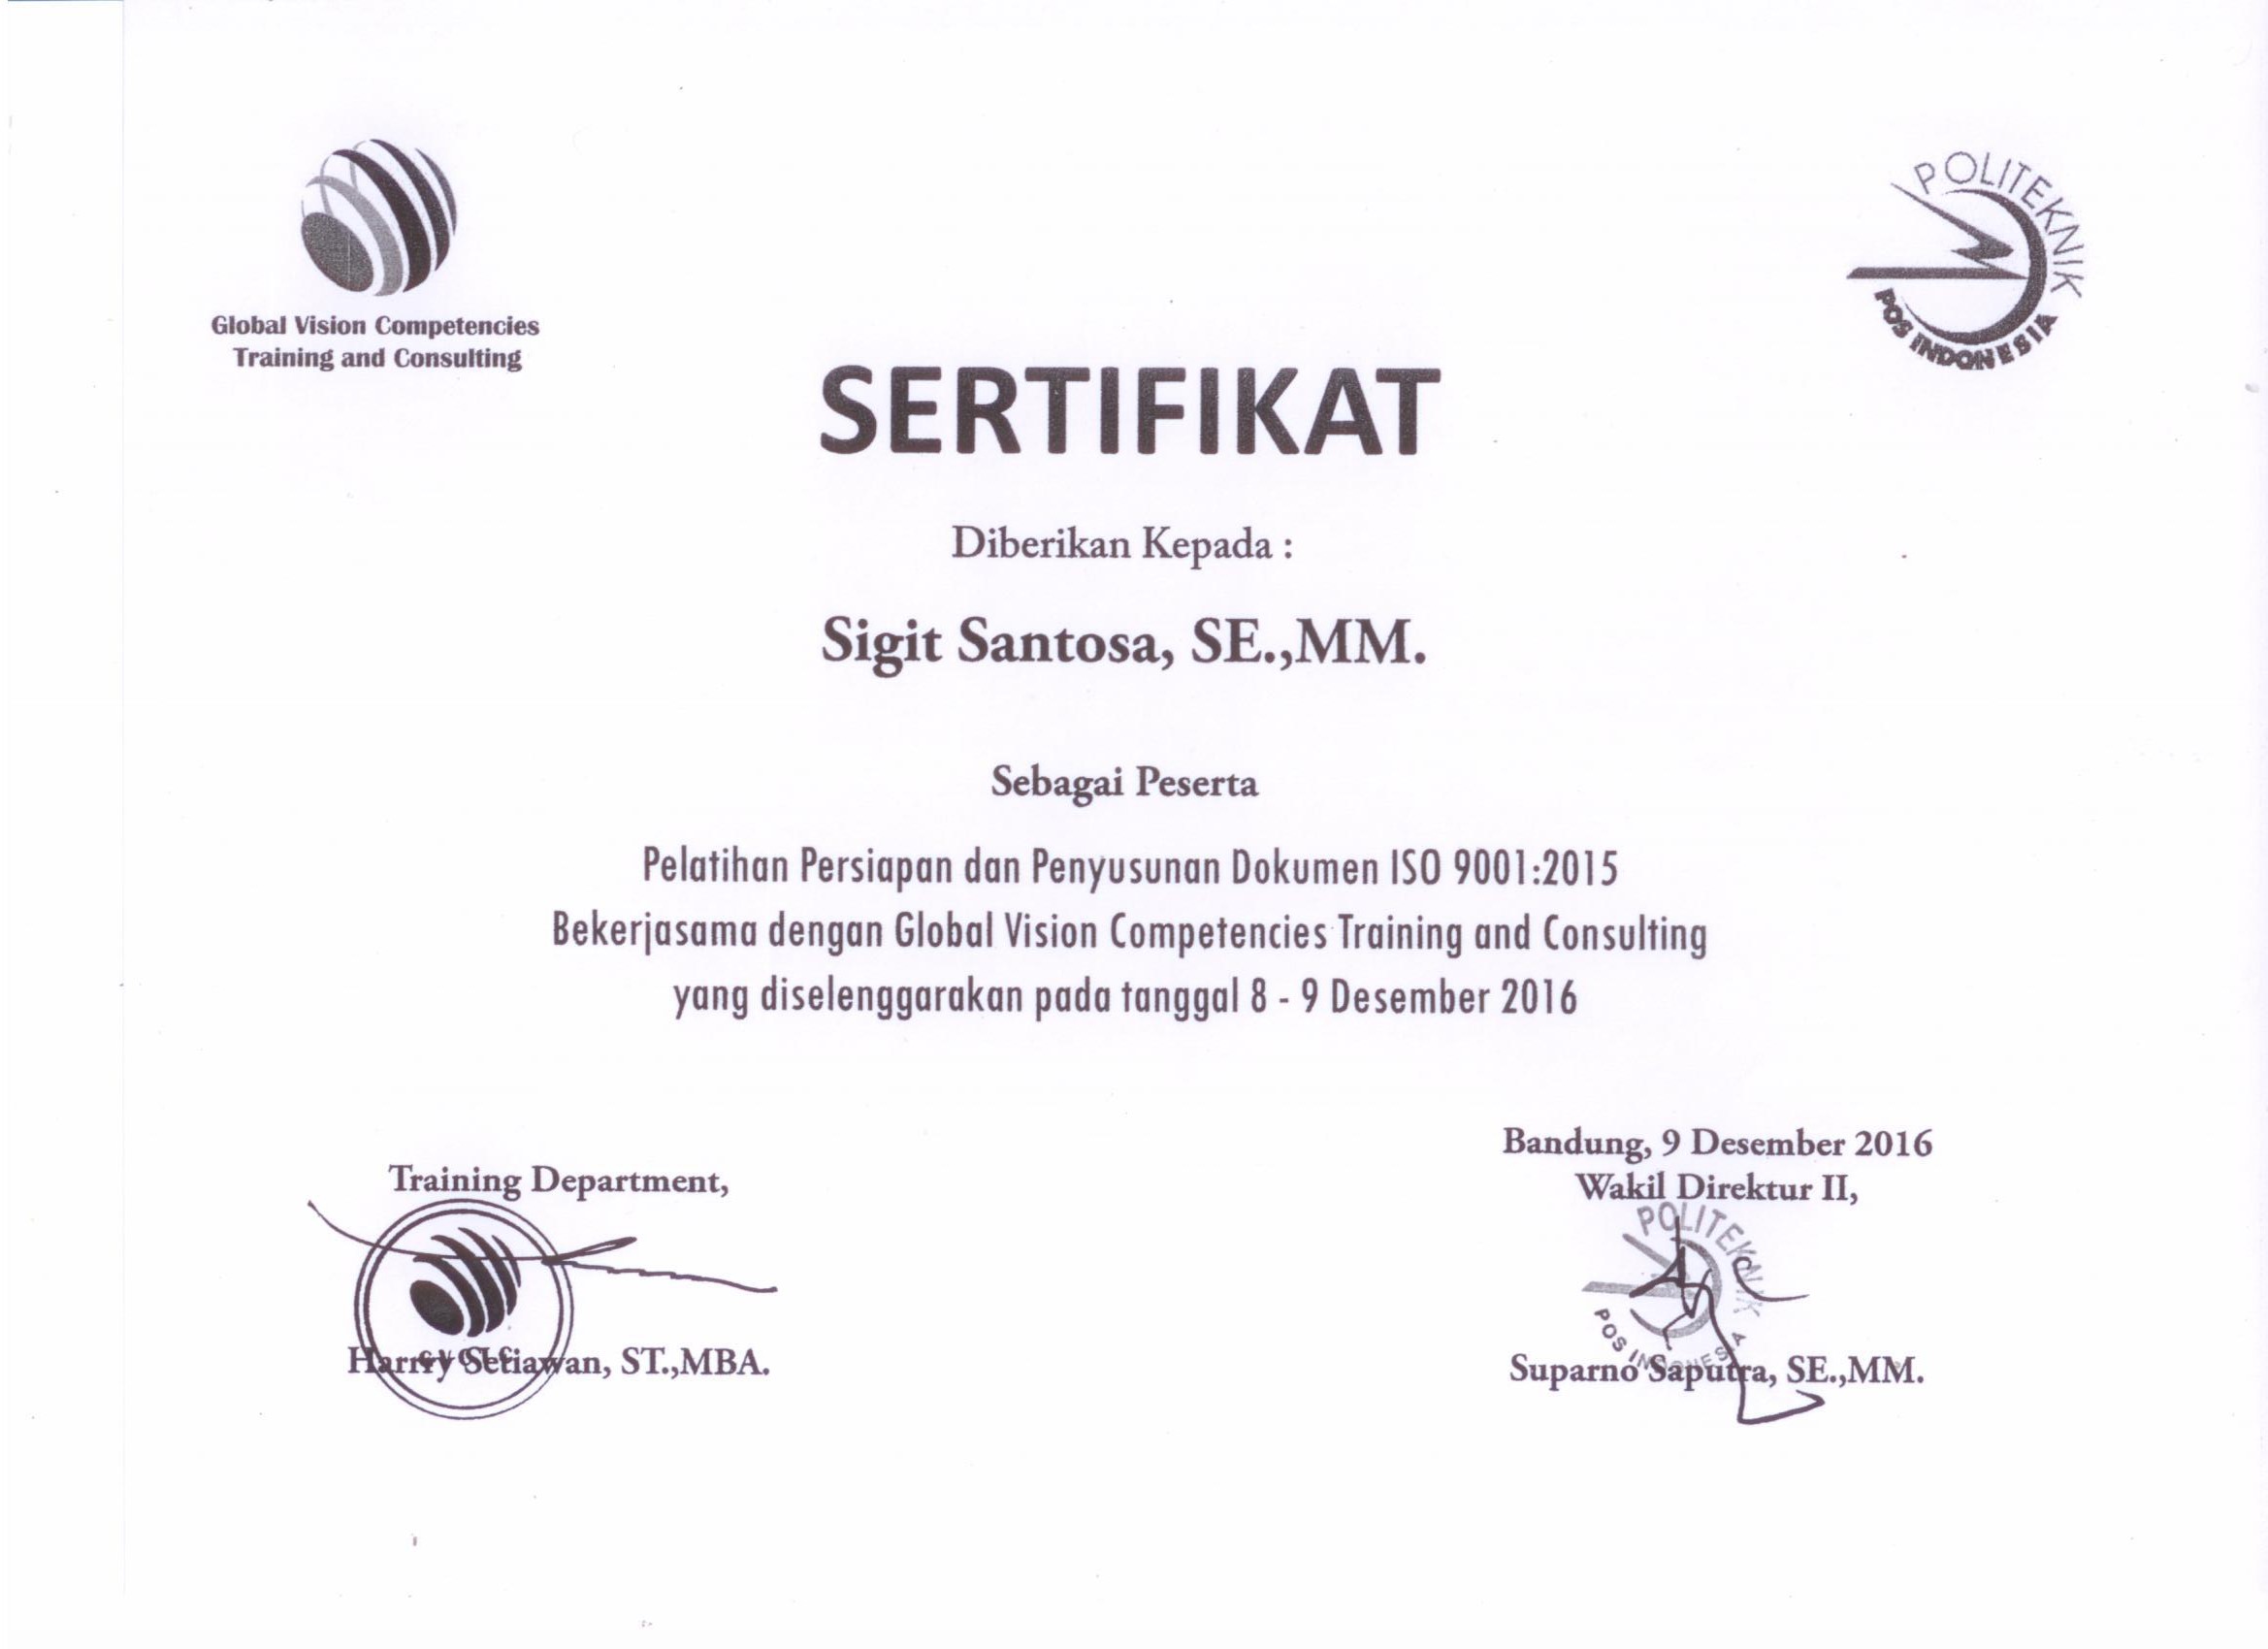 Global Vision Competencies
Training and Consulting
POLITEKNIK
POS INDONESIA
SERTIFIKAT
Diberikan Kepada :
Sigit Santosa, SE.,MM.
Sebagai Peserta
Pelatihan Persiapan dan Penyusunan Dokumen ISO 9001:2015
Bekerjasama dengan Global Vision Competencies Training and Consulting
yang diselenggarakan pada tanggal 8 - 9 Desember 2016
Training Department,
Setiawan, ST.,MBA.
Bandung, 9 Desember 2016
Wakil Direktur II,
POLITEKNIK
POS INDONESIA
Suparno Saputra, SE.,MM.